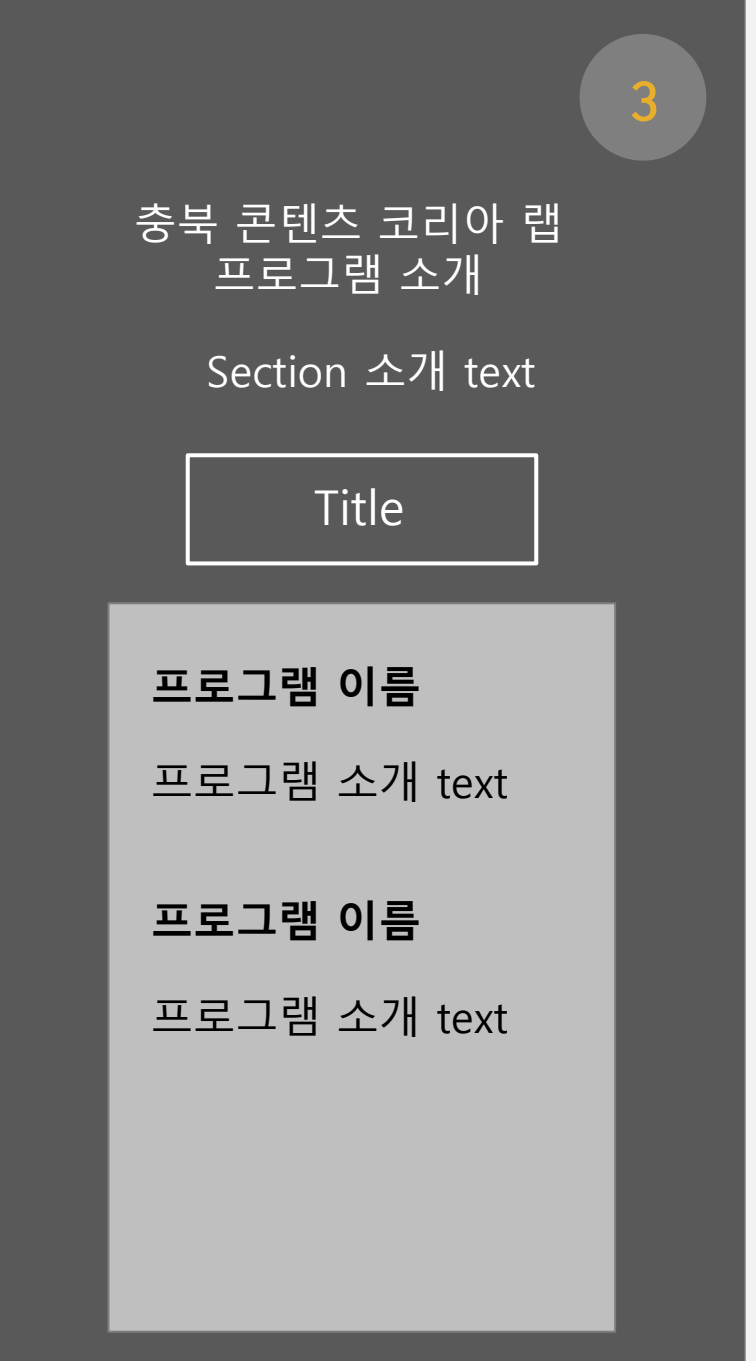 3
충북 콘텐츠 코리아 랩
프로그램 소개
Section 소개 text
Title
프로그램 이름
프로그램 소개 text
프로그램 이름
프로그램 소개 text